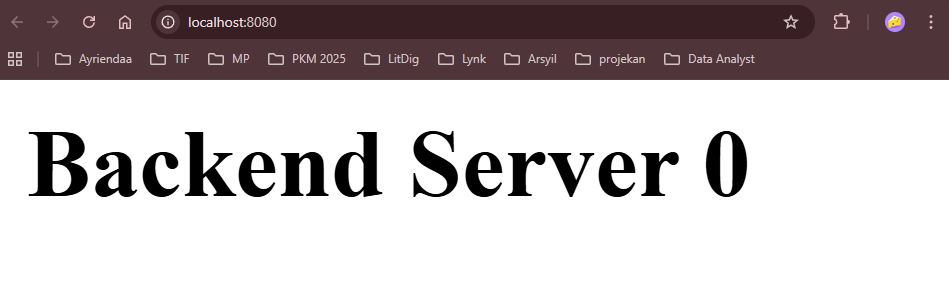 localhost:8080
Ayriendaa TIF MP PKM 2025 LitDig Lynk Arsyil projekan Data Analyst
Backend Server 0